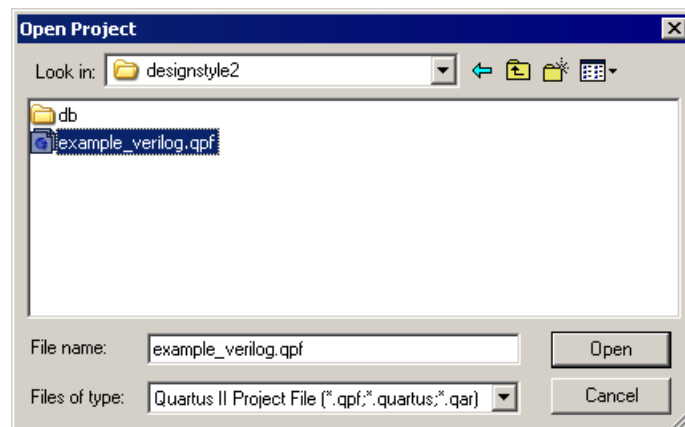 Open Project
Look in: designstyle2
db
example_verilog.qpf
File name: example_verilog.qpf Open
Files of type: Quartus II Project File (*.qpf;*.quartus;*.qar) Cancel